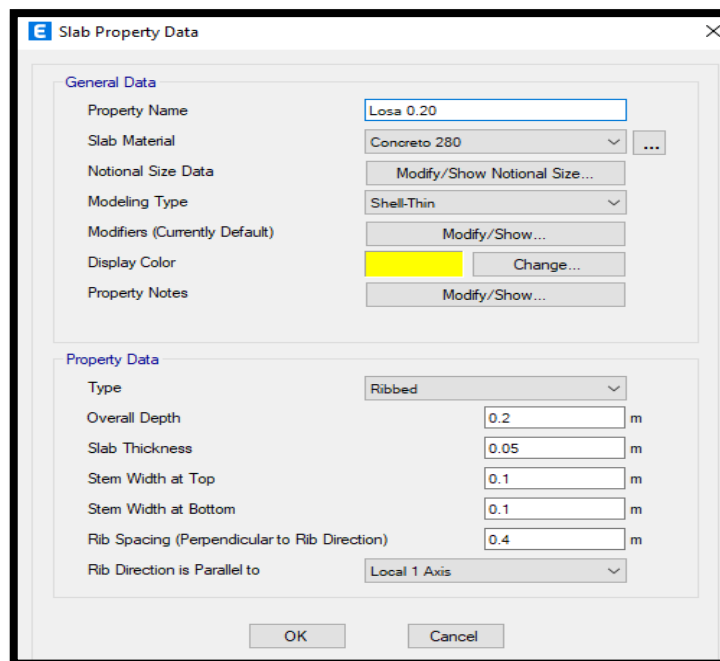 E Slab Property Data
General Data
Property Name Losa 0.20
Slab Material Concreto 280 ...
Notional Size Data Modify/Show Notional Size...
Modeling Type Shell-Thin
Modifiers (Currently Default) Modify/Show...
Display Color Change...
Property Notes Modify/Show...
Property Data
Type Ribbed
Overall Depth 0.2 m
Slab Thickness 0.05 m
Stem Width at Top 0.1 m
Stem Width at Bottom 0.1 m
Rib Spacing (Perpendicular to Rib Direction) 0.4 m
Rib Direction is Parallel to Local 1 Axis
OK Cancel